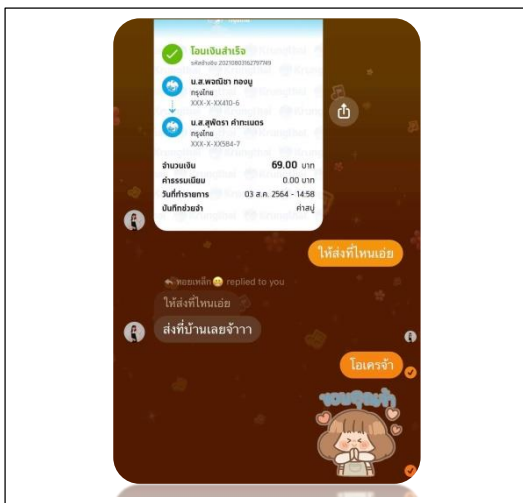 โอนเงินสำเร็จ
น.ส.พจณิชา ทองบู
กรุงไทย
XXX-X-XX410-6
น.ส.สุพัตรา คำทะเนตร
กรุงไทย
XXX-X-XX584-7
จำนวนเงิน 69.00 บาท
ค่าธรรมเนียม 0.00 บาท
วันที่ทำรายการ 03 ส.ค. 2564 - 14:58
บันทึกช่วยจำ ค่าสบู่
ให้ส่งที่ไหนเอ่ย
หอยเหล็ก replied to you
ให้ส่งที่ไหนเอ่ย
ส่งที่บ้านเลยจ้าาา
โอเครจ้า
ขอบคุณจ้า